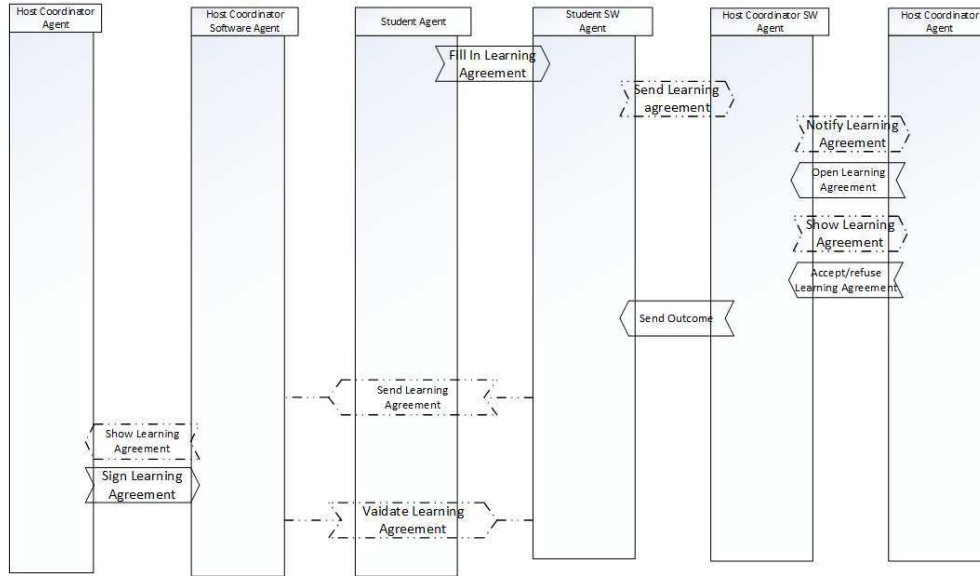 Host Coordinator
Agent
Host Coordinator
Software Agent
Student Agent
Student SW
Agent
Host Coordinator SW
Agent
Host Coordinator
Agent
Fill In Learning
Agreement
Send Learning
agreement
Notify Learning
Agreement
Open Learning
Agreement
Show Learning
Agreement
Accept/refuse
Learning Agreement
Send Outcome
Send Learning
Agreement
Show Learning
Agreement
Sign Learning
Agreement
Vaidate Learning
Agreement